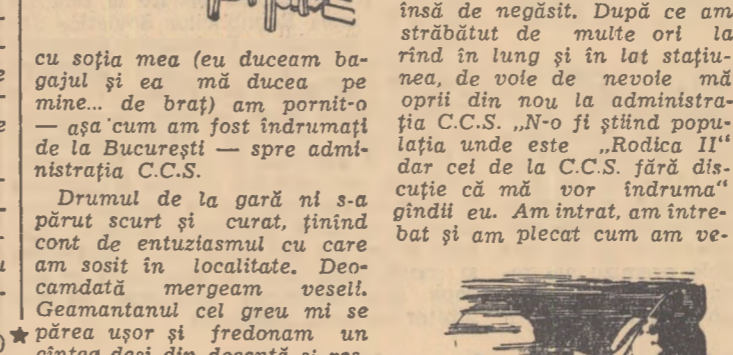 cu soția mea (eu duceam ba-
gajul și ea mă ducea pe
mine... de braț) am pornit-o
— așa cum am fost îndrumați
de la București — spre admi-
nistrația C.C.S.
Drumul de la gară ni s-a
părut scurt și curat, ținînd
cont de entuziasmul cu care
am sosit în localitate. Deo-
camdată mergeam veseli.
Geamantanul cel greu mi se
părea ușor și fredonam un
însă de negăsit. După ce am
străbătut de multe ori la
rînd în lung și în lat stațiu-
nea, de voie de nevoie mă
oprii din nou la administra-
ția C.C.S. „N-o fi știind popu-
lația unde este „Rodica II“
dar cei de la C.C.S. fără dis-
cuție că mă vor îndruma“
gîndii eu. Am intrat, am între-
bat și am plecat cum am ve-